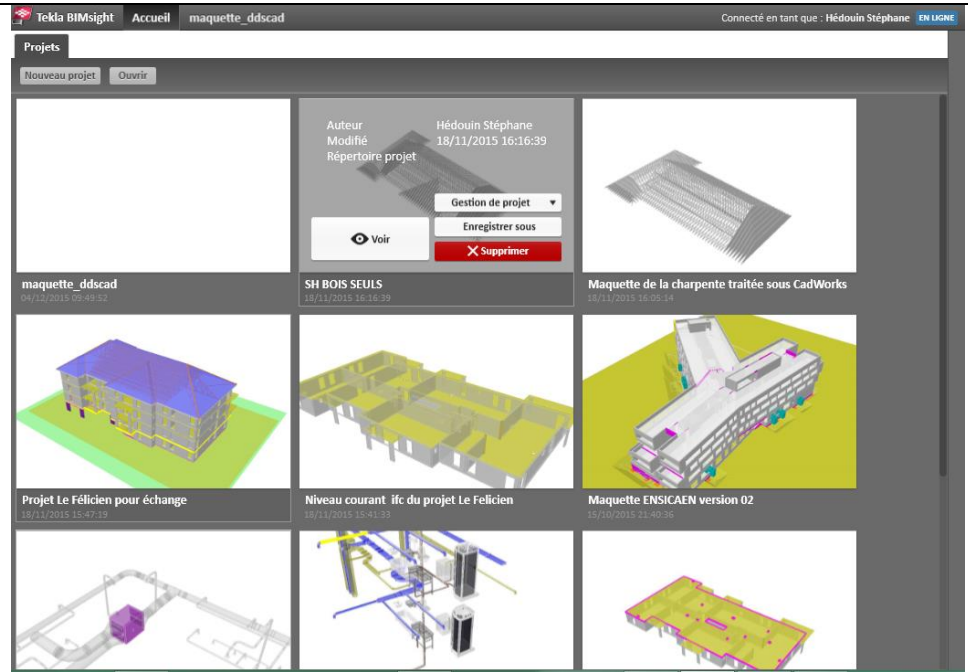 Tekla BIMsight Accueil maquette_ddscad Connecté en tant que : Hédouin Stéphane EN LIGNE
Projets
Nouveau projet Ouvrir
Auteur Hédouin Stéphane
Modifié 18/11/2015 16:16:39
Répertoire projet
Gestion de projet
Voir
Enregistrer sous
Supprimer
maquette_ddscad
04/12/2015 09:49:52
SH BOIS SEULS
18/11/2015 16:16:39
Maquette de la charpente traitée sous CadWorks
18/11/2015 16:05:14
Projet Le Félicien pour échange
18/11/2015 15:47:19
Niveau courant ifc du projet Le Felicien
18/11/2015 15:41:33
Maquette ENSICAEN version 02
15/10/2015 21:40:36